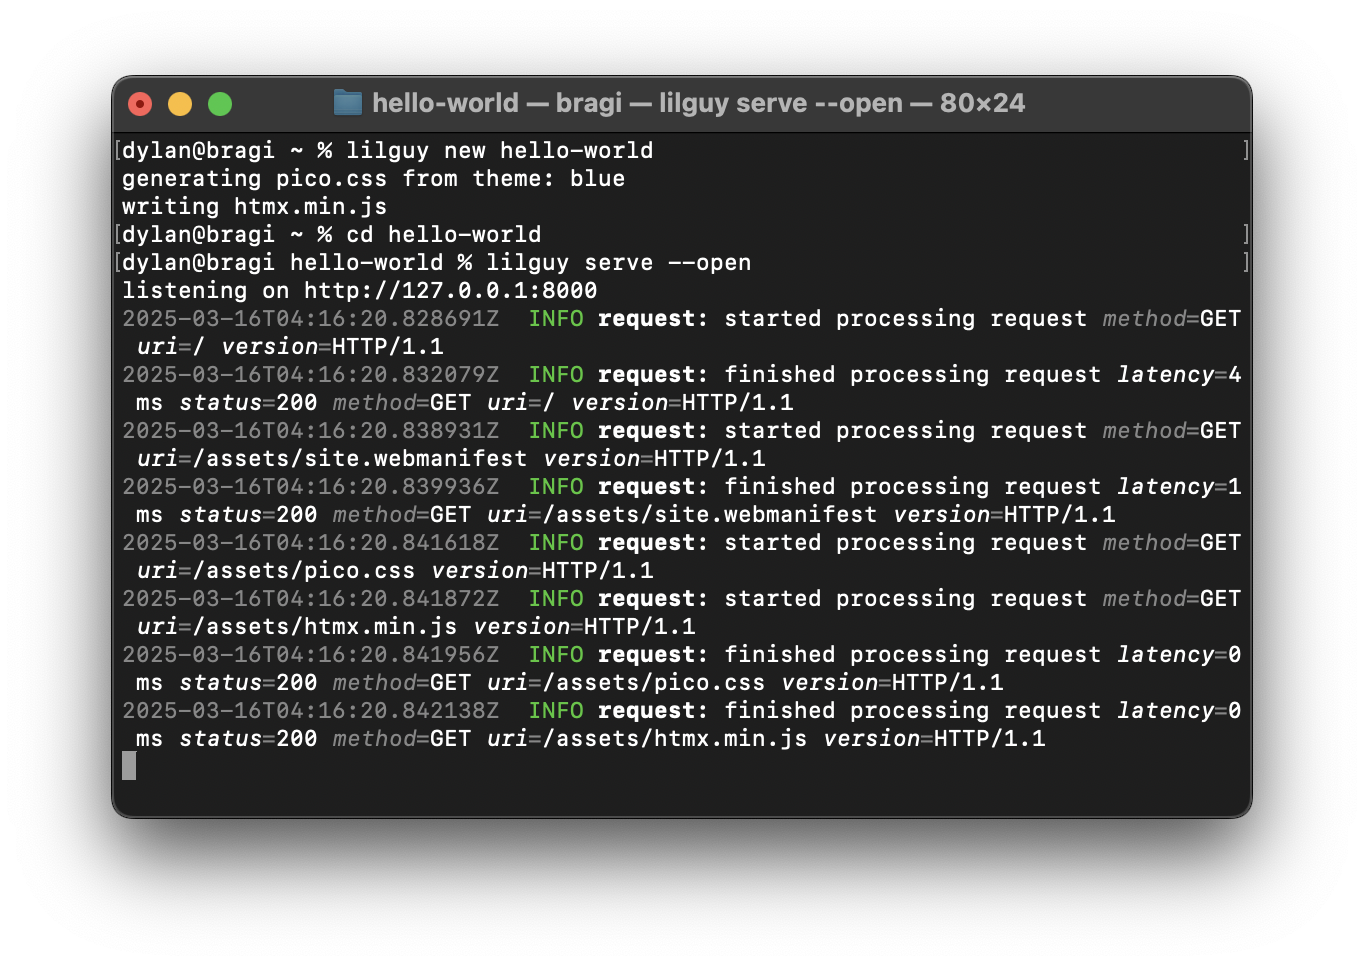 hello-world — bragi — lilguy serve --open — 80×24
[dylan@bragi ~ % lilguy new hello-world ]
generating pico.css from theme: blue
writing htmx.min.js
[dylan@bragi ~ % cd hello-world ]
[dylan@bragi hello-world % lilguy serve --open ]
listening on http://127.0.0.1:8000
2025-03-16T04:16:20.828691Z  INFO request: started processing request method=GET
 uri=/ version=HTTP/1.1
2025-03-16T04:16:20.832079Z  INFO request: finished processing request latency=4
 ms status=200 method=GET uri=/ version=HTTP/1.1
2025-03-16T04:16:20.838931Z  INFO request: started processing request method=GET
 uri=/assets/site.webmanifest version=HTTP/1.1
2025-03-16T04:16:20.839936Z  INFO request: finished processing request latency=1
 ms status=200 method=GET uri=/assets/site.webmanifest version=HTTP/1.1
2025-03-16T04:16:20.841618Z  INFO request: started processing request method=GET
 uri=/assets/pico.css version=HTTP/1.1
2025-03-16T04:16:20.841872Z  INFO request: started processing request method=GET
 uri=/assets/htmx.min.js version=HTTP/1.1
2025-03-16T04:16:20.841956Z  INFO request: finished processing request latency=0
 ms status=200 method=GET uri=/assets/pico.css version=HTTP/1.1
2025-03-16T04:16:20.842138Z  INFO request: finished processing request latency=0
 ms status=200 method=GET uri=/assets/htmx.min.js version=HTTP/1.1